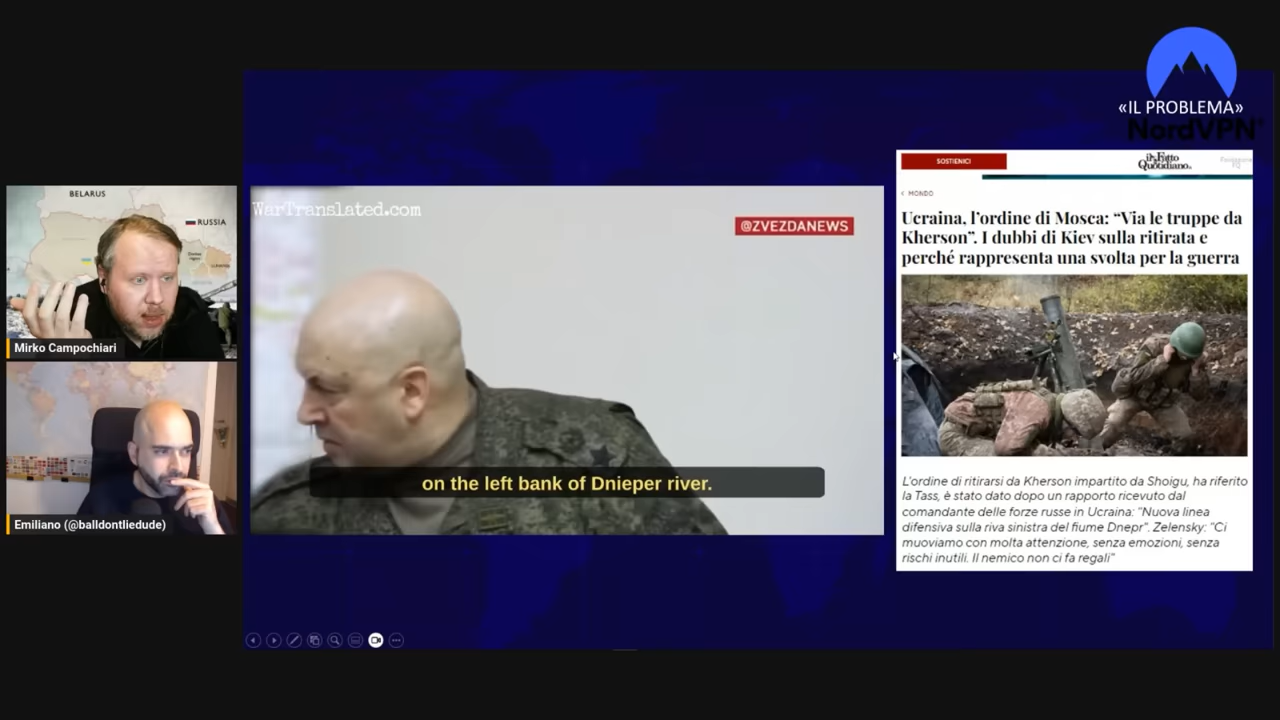 «IL PROBLEMA»
NordVPN
BELARUS
RUSSIA
Mirko Campochiari
Emiliano (@balldontliedude)
WarTranslated.com
@ZVEZDANEWS
on the left bank of Dnieper river.
SOSTIENICI
il Fatto
Quotidiano
MONDO
Ucraina, l'ordine di Mosca: “Via le truppe da
Kherson”. I dubbi di Kiev sulla ritirata e
perché rappresenta una svolta per la guerra
L'ordine di ritirarsi da Kherson impartito da Shoigu, ha riferito
la Tass, è stato dato dopo un rapporto ricevuto dal
comandante delle forze russe in Ucraina: "Nuova linea
difensiva sulla riva sinistra del fiume Dnepr". Zelensky: "Ci
muoviamo con molta attenzione, senza emozioni, senza
rischi inutili. Il nemico non ci fa regali"